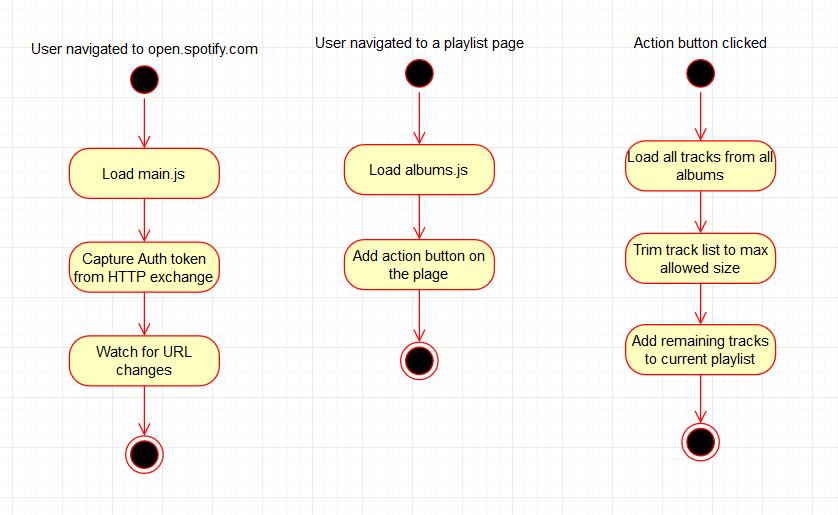 User navigated to open.spotify.com
Load main.js
Capture Auth token
from HTTP exchange
Watch for URL
changes
User navigated to a playlist page
Load albums.js
Add action button on
the plage
Action button clicked
Load all tracks from all
albums
Trim track list to max
allowed size
Add remaining tracks
to current playlist